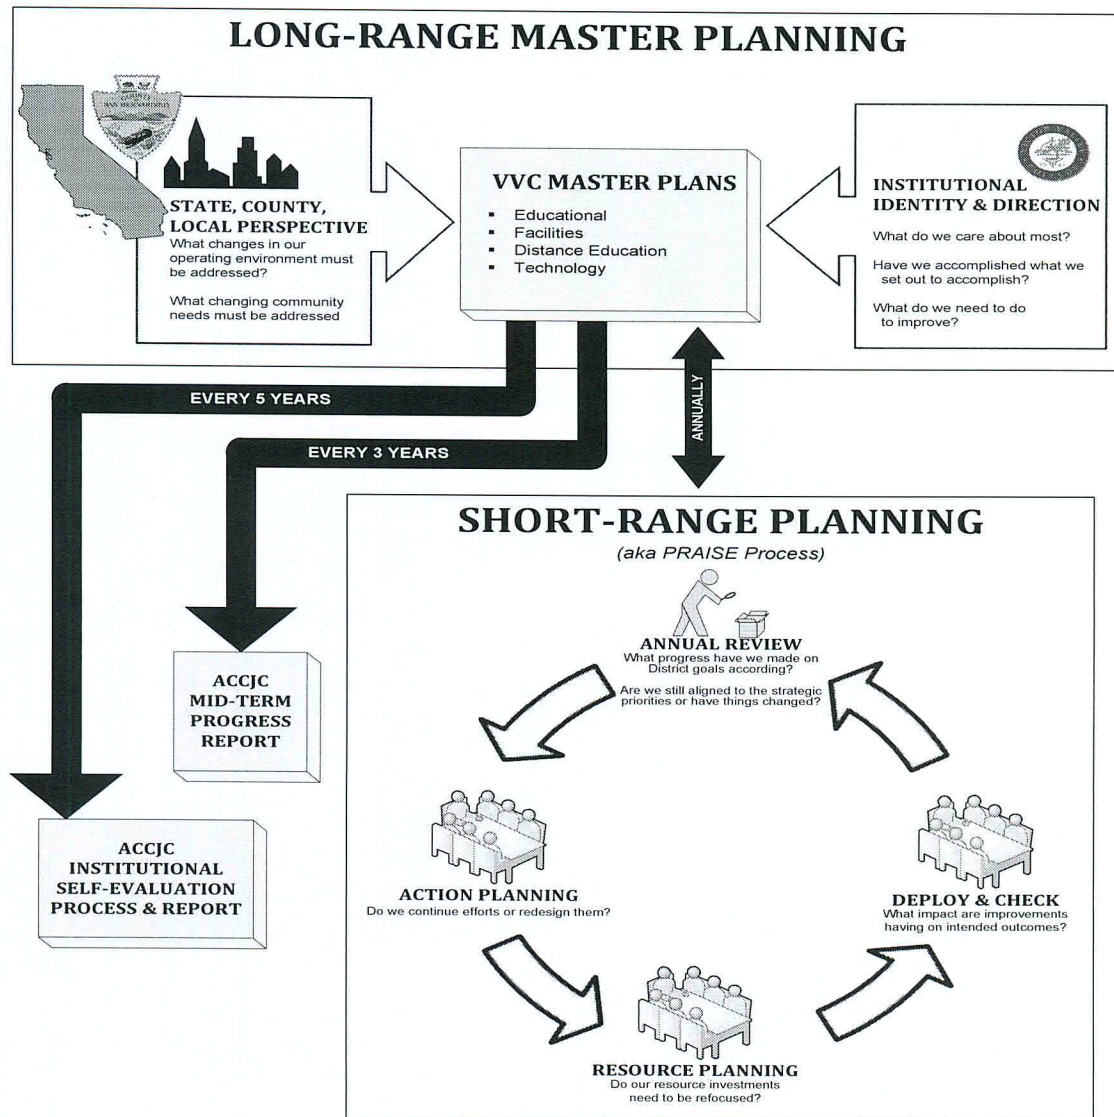 LONG-RANGE MASTER PLANNING
COUNTY
SAN BERNARDINO
STATE, COUNTY,
LOCAL PERSPECTIVE
What changes in our
operating environment must
be addressed?
What changing community
needs must be addressed
VVC MASTER PLANS
▪ Educational
▪ Facilities
▪ Distance Education
▪ Technology
INSTITUTIONAL
IDENTITY & DIRECTION
What do we care about most?
Have we accomplished what we
set out to accomplish?
What do we need to do
to improve?
EVERY 5 YEARS
EVERY 3 YEARS
ANNUALLY
ACCJC
MID-TERM
PROGRESS
REPORT
ACCJC
INSTITUTIONAL
SELF-EVALUATION
PROCESS & REPORT
SHORT-RANGE PLANNING
(aka PRAISE Process)
ANNUAL REVIEW
What progress have we made on
District goals according?
Are we still aligned to the strategic
priorities or have things changed?
ACTION PLANNING
Do we continue efforts or redesign them?
RESOURCE PLANNING
Do our resource investments
need to be refocused?
DEPLOY & CHECK
What impact are improvements
having on intended outcomes?